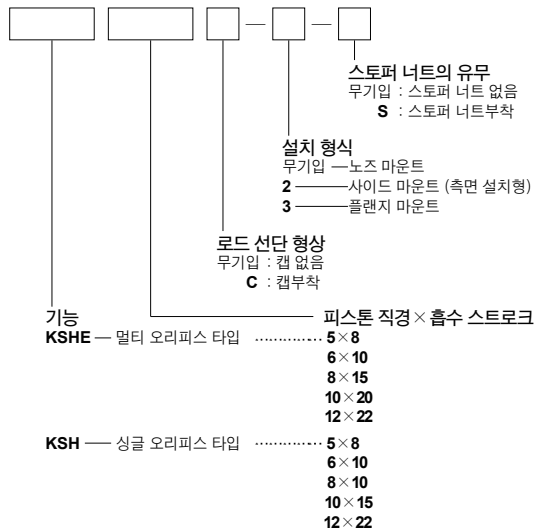 스토퍼 너트의 유무
무기입 : 스토퍼 너트 없음
S : 스토퍼 너트부착
설치 형식
무기입 — 노즈 마운트
2 — 사이드 마운트 (측면 설치형)
3 — 플랜지 마운트
로드 선단 형상
무기입 : 캡 없음
C : 캡부착
기능
피스톤 직경×흡수 스트로크
KSHE — 멀티 오리피스 타입 ·············· 5×8
6×10
8×15
10×20
12×22
KSH — 싱글 오리피스 타입 ·············· 5×8
6×10
8×10
10×15
12×22